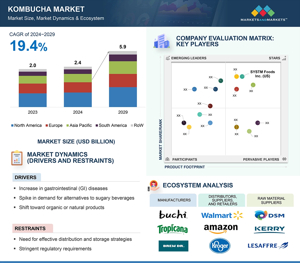 KOMBUCHA MARKET
Market Size, Market Dynamics & Ecosystem
MARKETSANDMARKETS
CAGR of 2024–2029
19.4%
2.0
2.4
5.9
2023
2024
2029
North America
Europe
Asia Pacific
South America
RoW
MARKET SIZE (USD BILLION)
MARKET DYNAMICS
(DRIVERS AND RESTRAINTS)
DRIVERS
Increase in gastrointestinal (GI) diseases
Spike in demand for alternatives to sugary beverages
Shift toward organic or natural products
RESTRAINTS
Need for effective distribution and storage strategies
Stringent regulatory requirements
COMPANY EVALUATION MATRIX:
KEY PLAYERS
EMERGING LEADERS
STARS
SYSTM Foods
Inc. (US)
MARKET SHARE/RANK
PARTICIPANTS
PERVASIVE PLAYERS
PRODUCT FOOTPRINT
ECOSYSTEM ANALYSIS
MANUFACTURERS
DISTRIBUTORS,
SUPPLIERS,
AND RETAILERS
RAW MATERIAL
SUPPLIERS
buchi
Walmart
DSM
Tropicana
amazon
KERRY
BREW DR.
Kroger
LESAFFRE